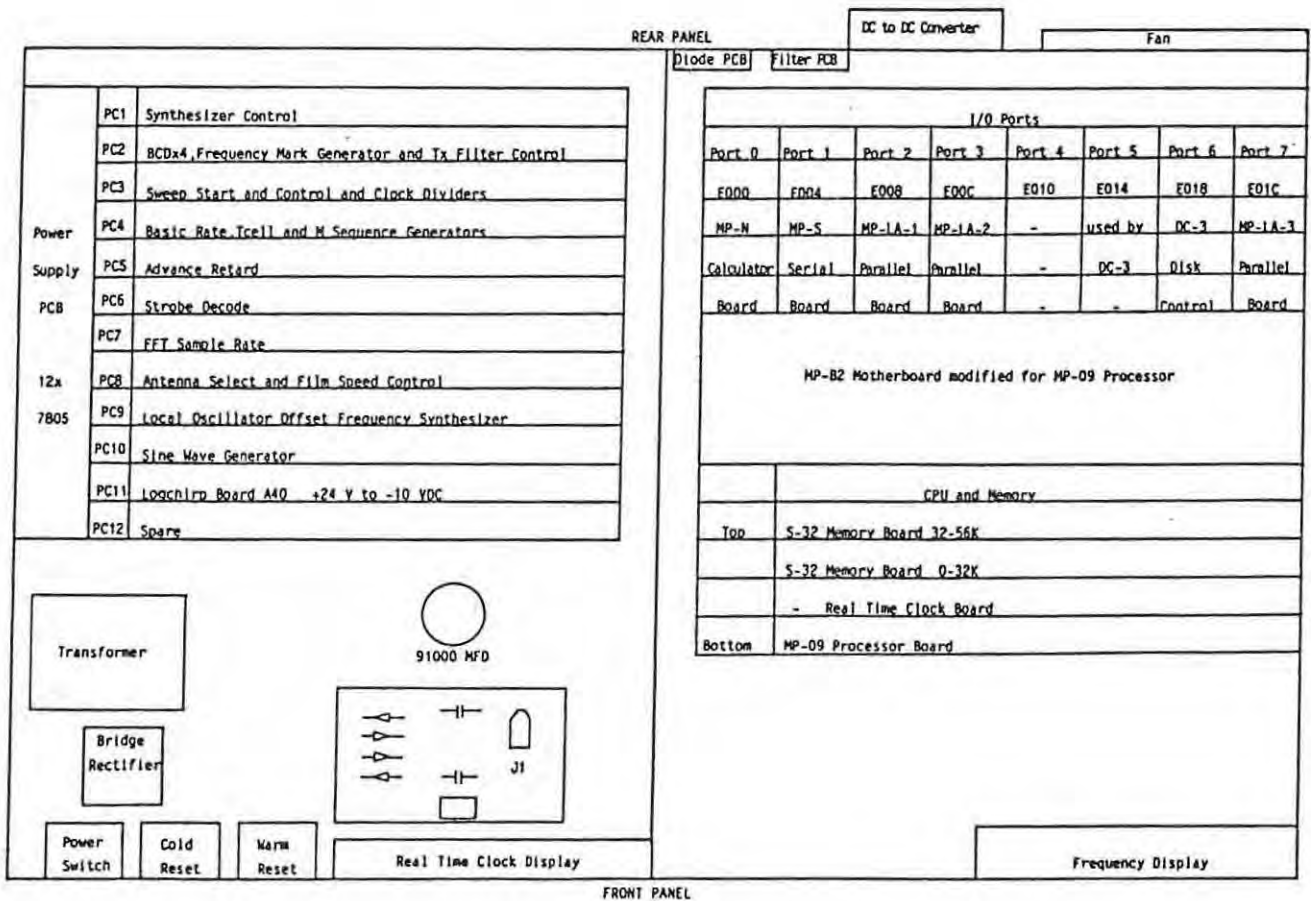 REAR PANEL
DC to DC Converter
Fan
Diode PCB
Filter PCB
Power
Supply
PCB
12x
7805
PC1 Synthesizer Control
PC2 BCDx4,Frequency Mark Generator and Tx Filter Control
PC3 Sweep Start and Control and Clock Dividers
PC4 Basic Rate,Tcell and M Sequence Generators
PC5 Advance Retard
PC6 Strobe Decode
PC7 FFT Sample Rate
PC8 Antenna Select and Film Speed Control
PC9 Local Oscillator Offset Frequency Synthesizer
PC10 Sine Wave Generator
PC11 Logchirp Board A40 +24 V to -10 VDC
PC12 Spare
I/O Ports
Port 0 Port 1 Port 2 Port 3 Port 4 Port 5 Port 6 Port 7
E000 E004 E008 E00C E010 E014 E018 E01C
MP-N MP-S MP-LA-1 MP-LA-2 - used by DC-3 MP-LA-3
Calculator Serial Parallel Parallel - DC-3 Disk Parallel
Board Board Board Board - - Control Board
MP-B2 Motherboard modified for MP-09 Processor
CPU and Memory
Top S-32 Memory Board 32-56K
S-32 Memory Board 0-32K
- Real Time Clock Board
Bottom MP-09 Processor Board
Transformer
91000 MFD
Bridge
Rectifier
J1
Power
Switch
Cold
Reset
Warm
Reset
Real Time Clock Display
Frequency Display
FRONT PANEL